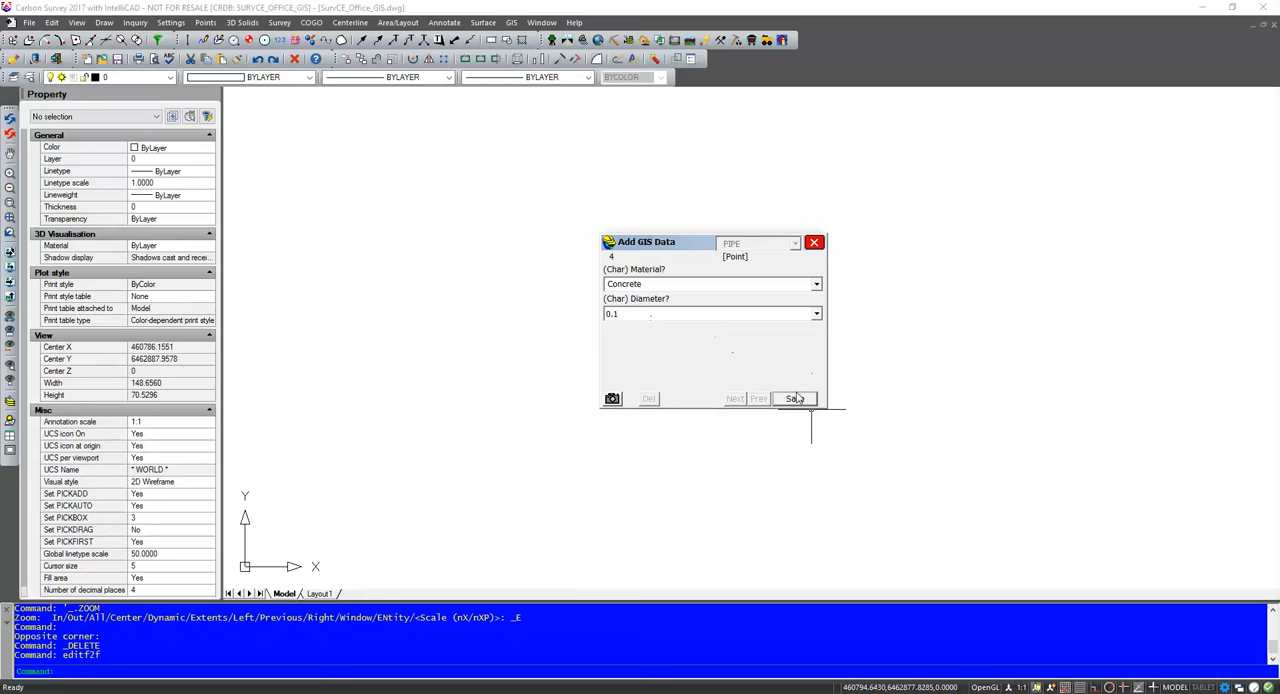 Carlson Survey 2017 with IntelliCAD - NOT FOR RESALE [CRDB: SURVCE_OFFICE_GIS] - [SurvCE_Office_GIS.dwg]
File Edit View Draw Inquiry Settings Points 3D Solids Survey COGO Centerline Area/Layout Annotate Surface GIS Window Help
0 BYLAYER BYLAYER BYLAYER BYCOLOR
Property
No selection
General
Color ByLayer
Layer 0
Linetype ByLayer
Linetype scale 1.0000
Lineweight ByLayer
Thickness 0
Transparency ByLayer
3D Visualisation
Material ByLayer
Shadow display Shadows cast and recei...
Plot style
Print style ByColor
Print style table None
Print table attached to Model
Print table type Color-dependent print style
View
Center X 460786.1551
Center Y 6462887.9578
Center Z 0
Width 148.6560
Height 70.5296
Misc
Annotation scale 1:1
UCS icon On Yes
UCS icon at origin Yes
UCS per viewport Yes
UCS Name * WORLD *
Visual style 2D Wireframe
Set PICKADD Yes
Set PICKAUTO Yes
Set PICKBOX 3
Set PICKDRAG No
Set PICKFIRST Yes
Global linetype scale 50.0000
Cursor size 5
Fill area Yes
Number of decimal places 4
Add GIS Data PIPE
4 [Point]
(Char) Material?
Concrete
(Char) Diameter?
0.1
Del Next Prev Save
Y
X
Model Layout1
Command: '_.ZOOM
Zoom: In/Out/All/Center/Dynamic/Extents/Left/Previous/Right/Window/ENtity/<Scale (nX/nXP)>: _E
Command:
Opposite corner:
Command: _DELETE
Command: editf2f
Command:
Ready 460794.6430,6462877.8285,0.0000 OpenGL 1:1 MODEL TABLET